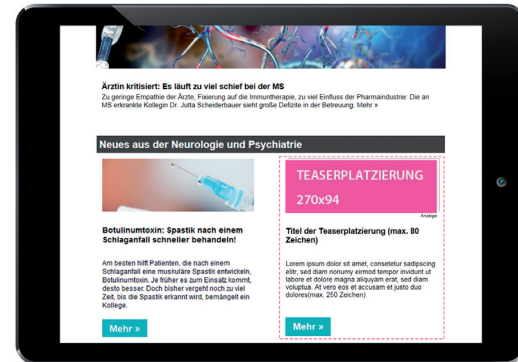 Ärztin kritisiert: Es läuft zu viel schief bei der MS
Zu geringe Empathie der Ärzte, Fixierung auf die Immuntherapie, zu viel Einfluss der Pharmaindustrie: Die an
MS erkrankte Kollegin Dr. Jutta Scheiderbauer sieht große Defizite in der Betreuung. Mehr »
Neues aus der Neurologie und Psychiatrie
Botulinumtoxin: Spastik nach einem
Schlaganfall schneller behandeln!
Am besten hilft Patienten, die nach einem
Schlaganfall eine muskuläre Spastik entwickeln,
Botulinumtoxin. Je früher es zum Einsatz kommt,
desto besser. Doch bisher vergeht noch zu viel
Zeit, bis die Spastik erkannt wird, bemängelt ein
Kollege.
Mehr »
TEASERPLATZIERUNG
270x94
Anzeige
Titel der Teaserplatzierung (max. 80
Zeichen)
Lorem ipsum dolor sit amet, consetetur sadipscing
elitr, sed diam nonumy eirmod tempor invidunt ut
labore et dolore magna aliquyam erat, sed diam
voluptua. At vero eos et accusam et justo duo
dolores(max. 250 Zeichen)
Mehr »